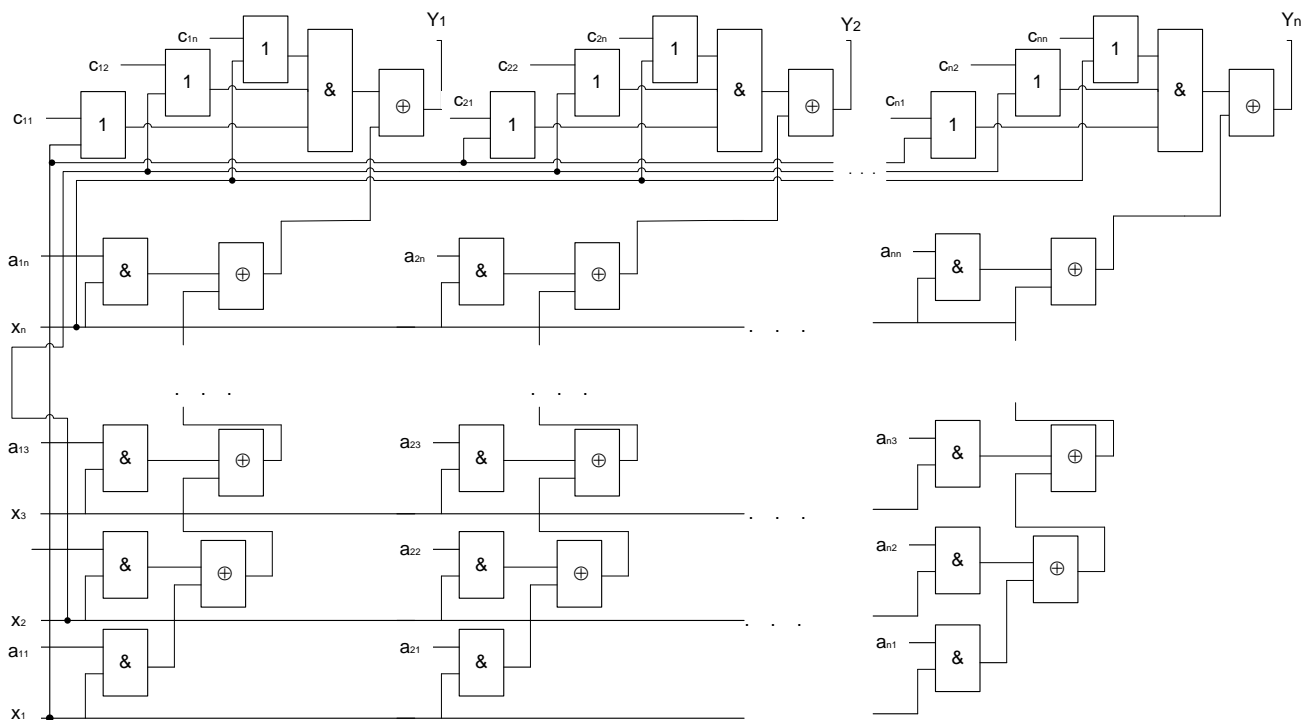 Y1 Y2 Yn
c1n c2n cnn
1 1 1
c12 c22 cn2
1 1 1
& & &
c11 c21 cn1
1 1 1
⊕ ⊕ ⊕
. . .
a1n a2n ann
& ⊕ & ⊕ & ⊕
xn . . .
. . . . . .
a13 a23 an3
& ⊕ & ⊕ & ⊕
x3 . . .
a22 an2
& ⊕ & ⊕ & ⊕
x2 . . .
a11 a21 an1
& & &
x1 . . .